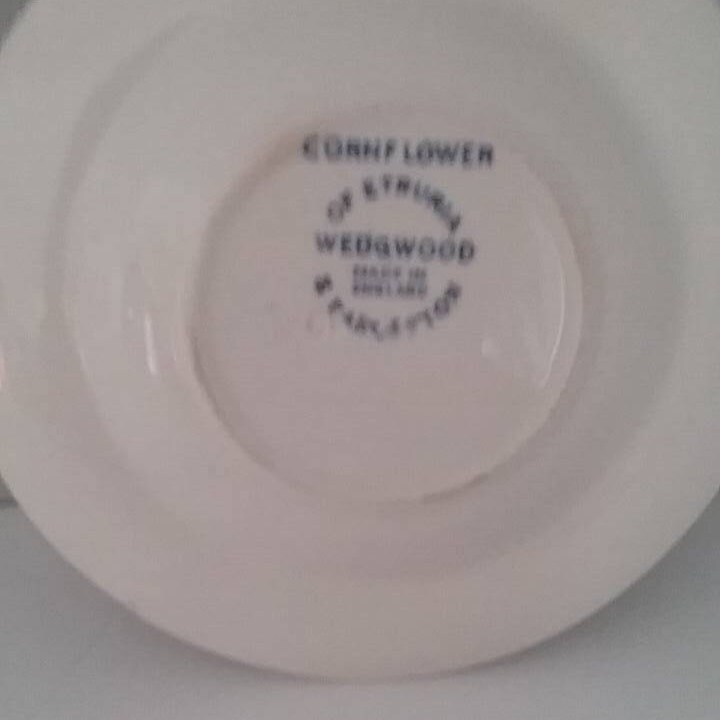 CORNFLOWER
OF ETRURIA
WEDGWOOD
MADE IN
ENGLAND
& BARLASTON